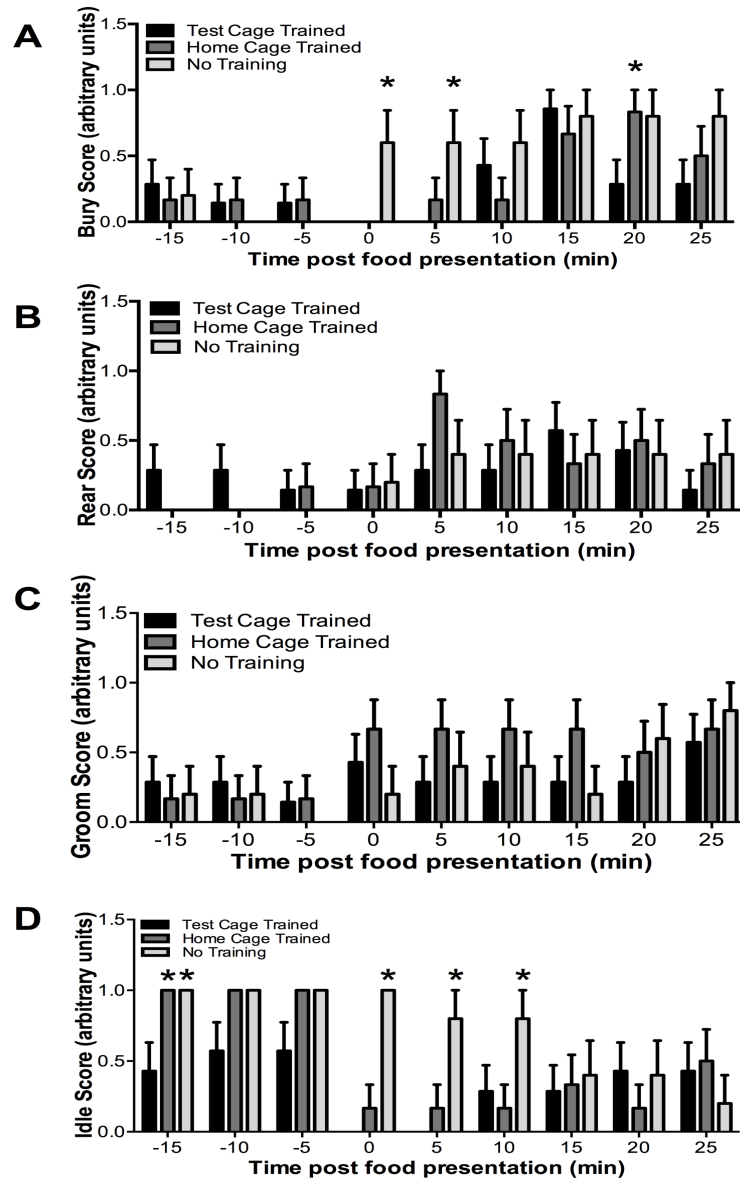 A
Bury Score (arbitrary units)
1.5
1.0
0.5
0.0
Test Cage Trained
Home Cage Trained
No Training
* * *
-15 -10 -5 0 5 10 15 20 25
Time post food presentation (min)
B
Rear Score (arbitrary units)
1.5
1.0
0.5
0.0
Test Cage Trained
Home Cage Trained
No Training
-15 -10 -5 0 5 10 15 20 25
Time post food presentation (min)
C
Groom Score (arbitrary units)
1.5
1.0
0.5
0.0
Test Cage Trained
Home Cage Trained
No Training
-15 -10 -5 0 5 10 15 20 25
Time post food presentation (min)
D
Idle Score (arbitrary units)
1.5
1.0
0.5
0.0
Test Cage Trained
Home Cage Trained
No Training
* * * * *
-15 -10 -5 0 5 10 15 20 25
Time post food presentation (min)